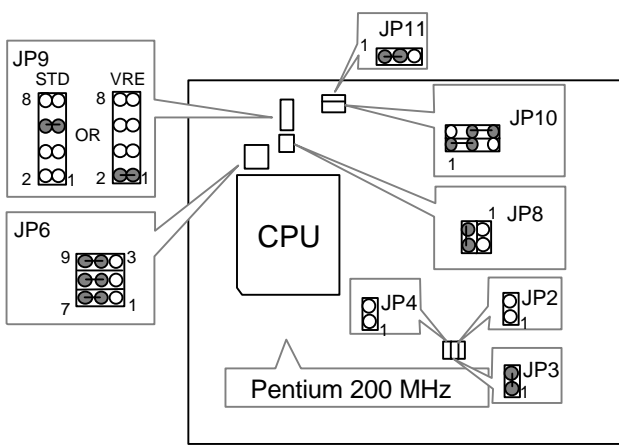 JP11
1
JP9
STD VRE
8 8
OR
2 1 2 1
JP10
1
JP6
9 3
7 1
1 JP8
CPU
JP4
1
JP2
1
JP3
1
Pentium 200 MHz